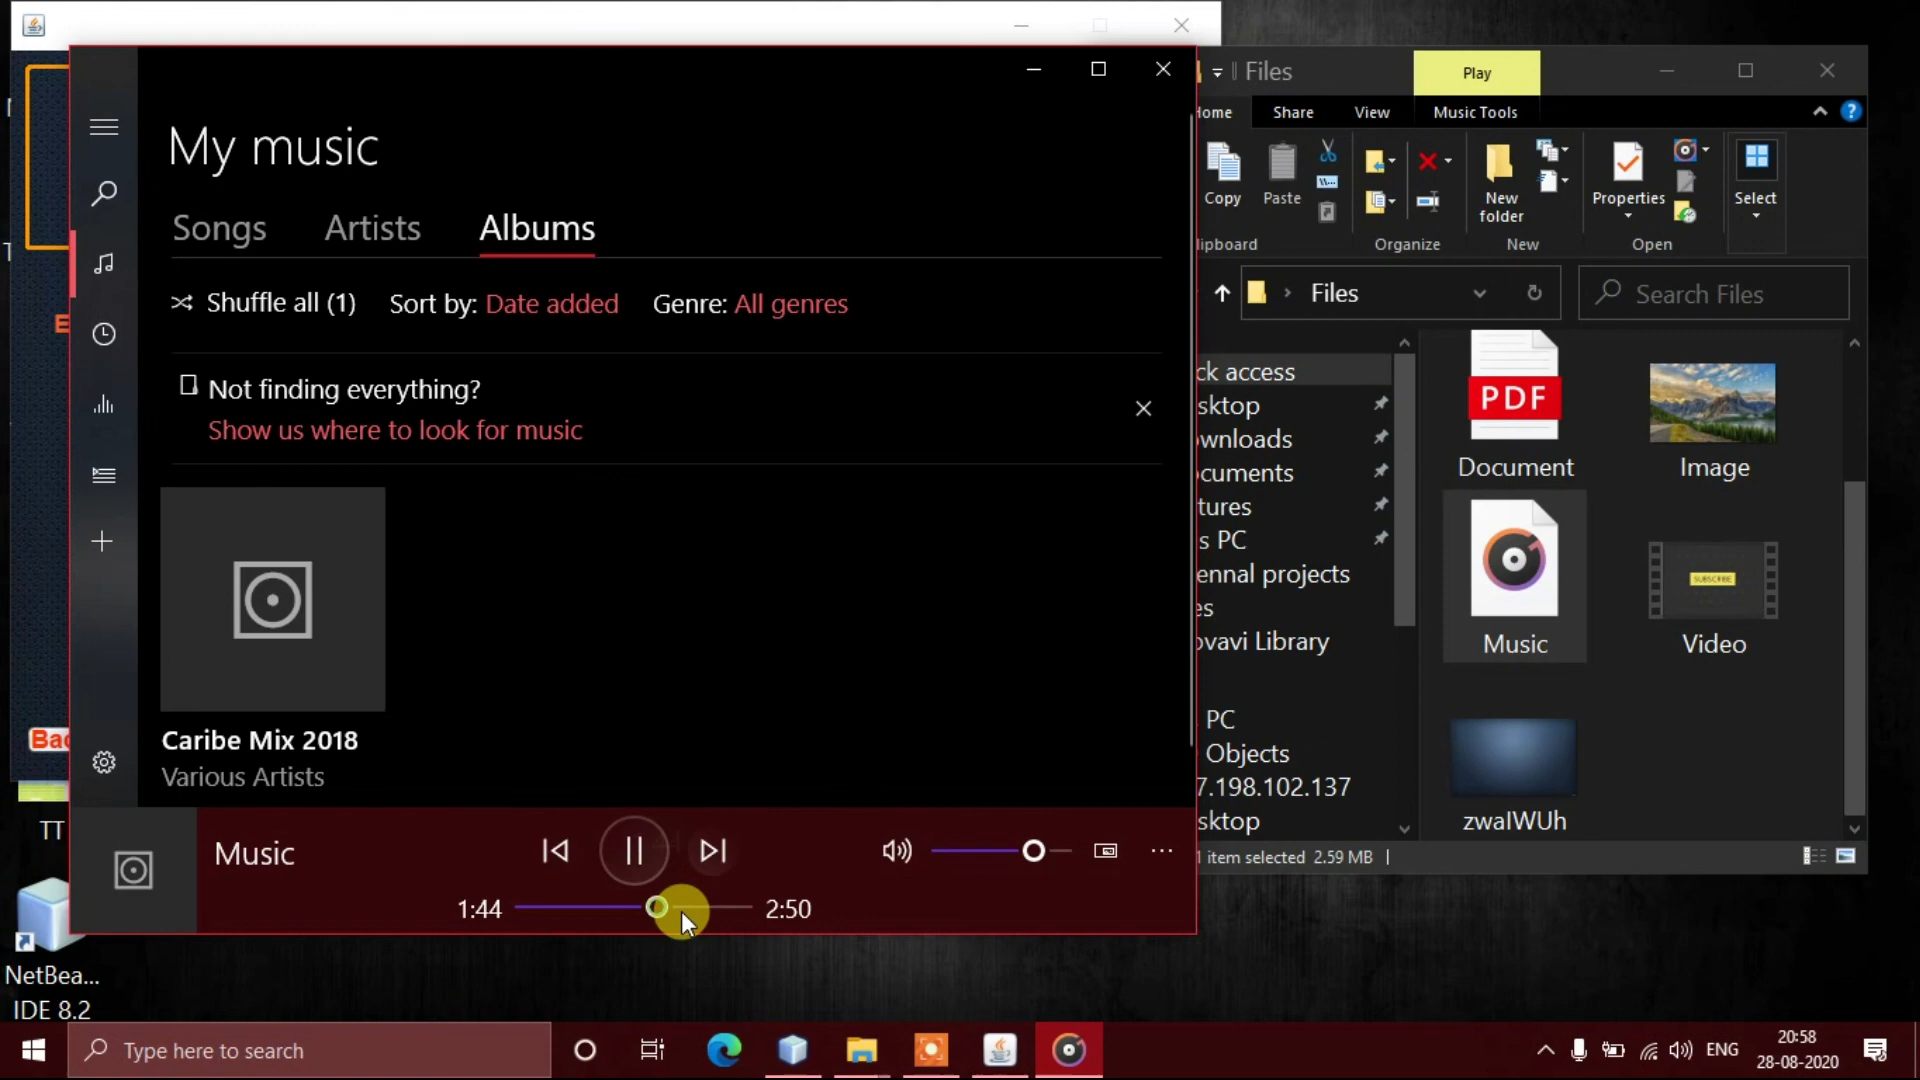 My music
Songs Artists Albums
Shuffle all (1) Sort by: Date added Genre: All genres
Not finding everything?
Show us where to look for music
Caribe Mix 2018
Various Artists
Music
1:44 2:50
Bac
TT
NetBea...
IDE 8.2
Files
Play
Home Share View Music Tools
Copy
Paste
New
folder
Properties
Select
lipboard Organize New Open
Files
Search Files
ck access
sktop
wnloads
ocuments
tures
s PC
ennal projects
es
ovavi Library
PC
Objects
7.198.102.137
sktop
PDF
Document
Image
Music
SUBSCRIBE
Video
zwaIWUh
1 item selected 2.59 MB
Type here to search
ENG
20:58
28-08-2020